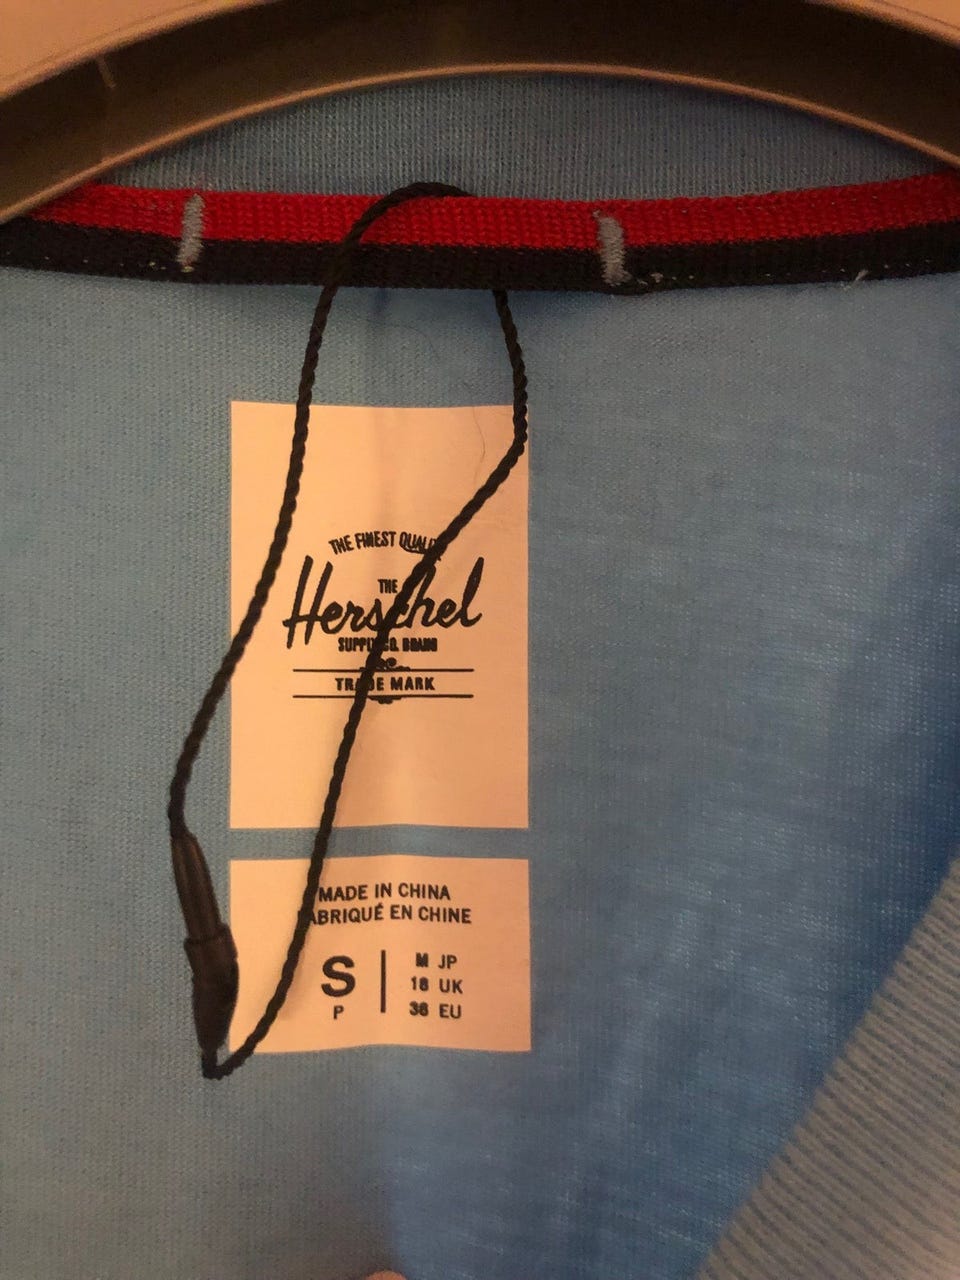 THE FINEST QUALITY
THE
Herschel
SUPPLY CO. BRAND
TRADE MARK
MADE IN CHINA
FABRIQUÉ EN CHINE
S
P
M JP
16 UK
36 EU